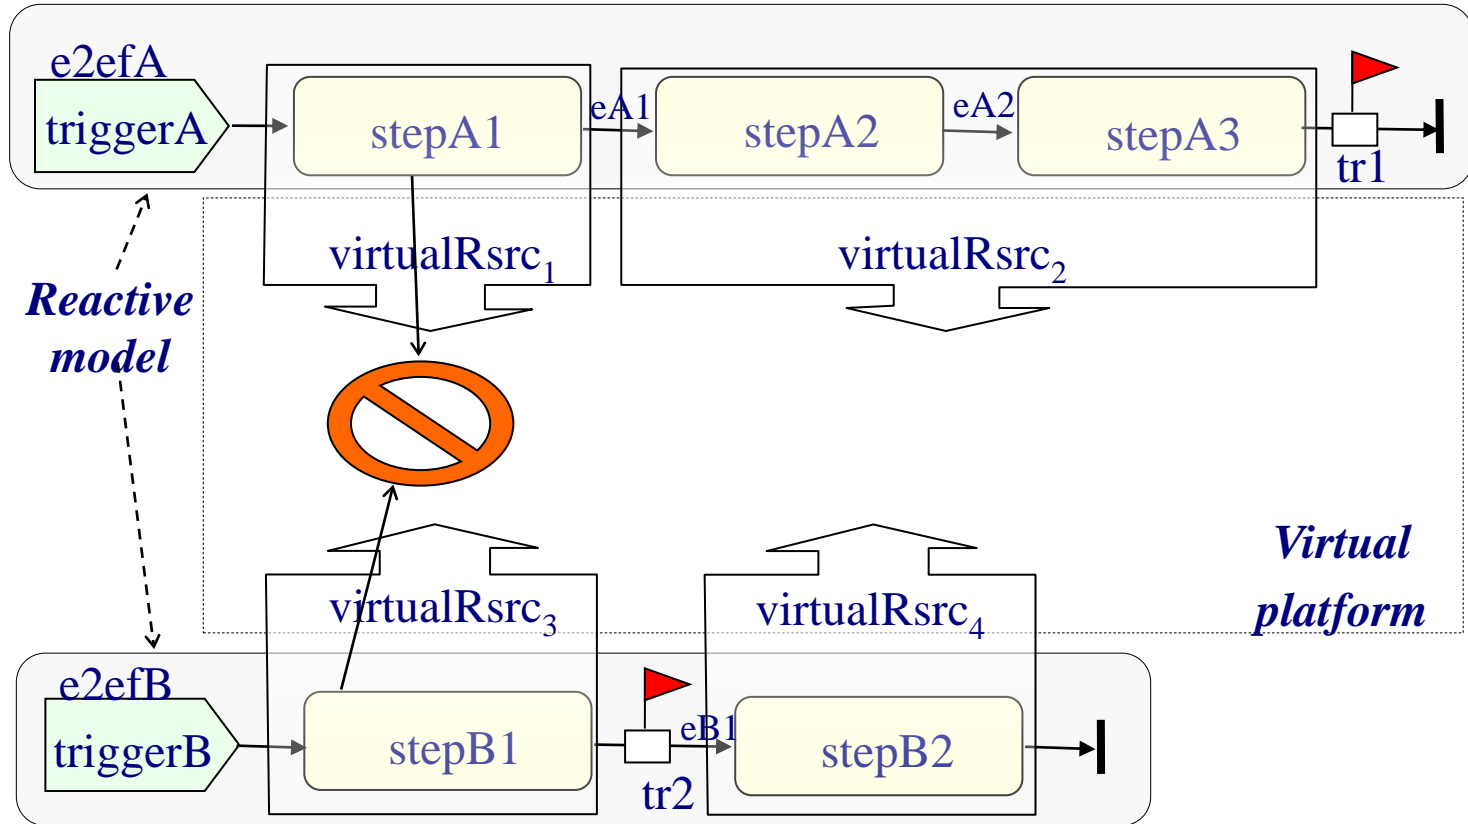 e2efA
triggerA
stepA1
eA1
stepA2
eA2
stepA3
tr1
virtualRsrc1
virtualRsrc2
Reactive
model
Virtual
platform
virtualRsrc3
virtualRsrc4
e2efB
triggerB
stepB1
tr2
eB1
stepB2